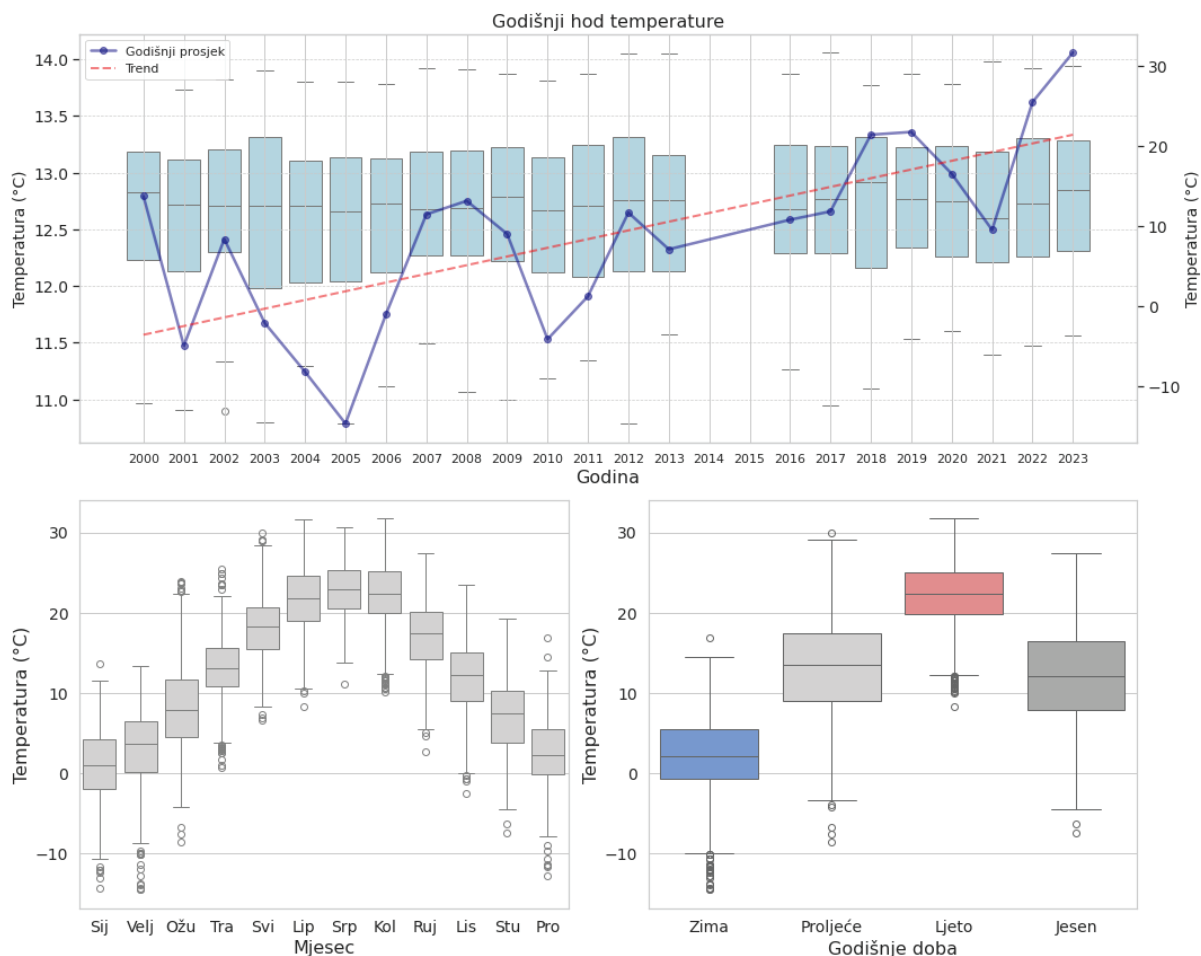 Godišnji hod temperature
Godišnji prosjek
Trend
14.0
13.5
13.0
12.5
12.0
11.5
11.0
Temperatura (°C)
30
20
10
0
−10
Temperatura (°C)
2000 2001 2002 2003 2004 2005 2006 2007 2008 2009 2010 2011 2012 2013 2014 2015 2016 2017 2018 2019 2020 2021 2022 2023
Godina
30
20
10
0
−10
Temperatura (°C)
Sij Velj Ožu Tra Svi Lip Srp Kol Ruj Lis Stu Pro
Mjesec
30
20
10
0
−10
Temperatura (°C)
Zima Proljeće Ljeto Jesen
Godišnje doba